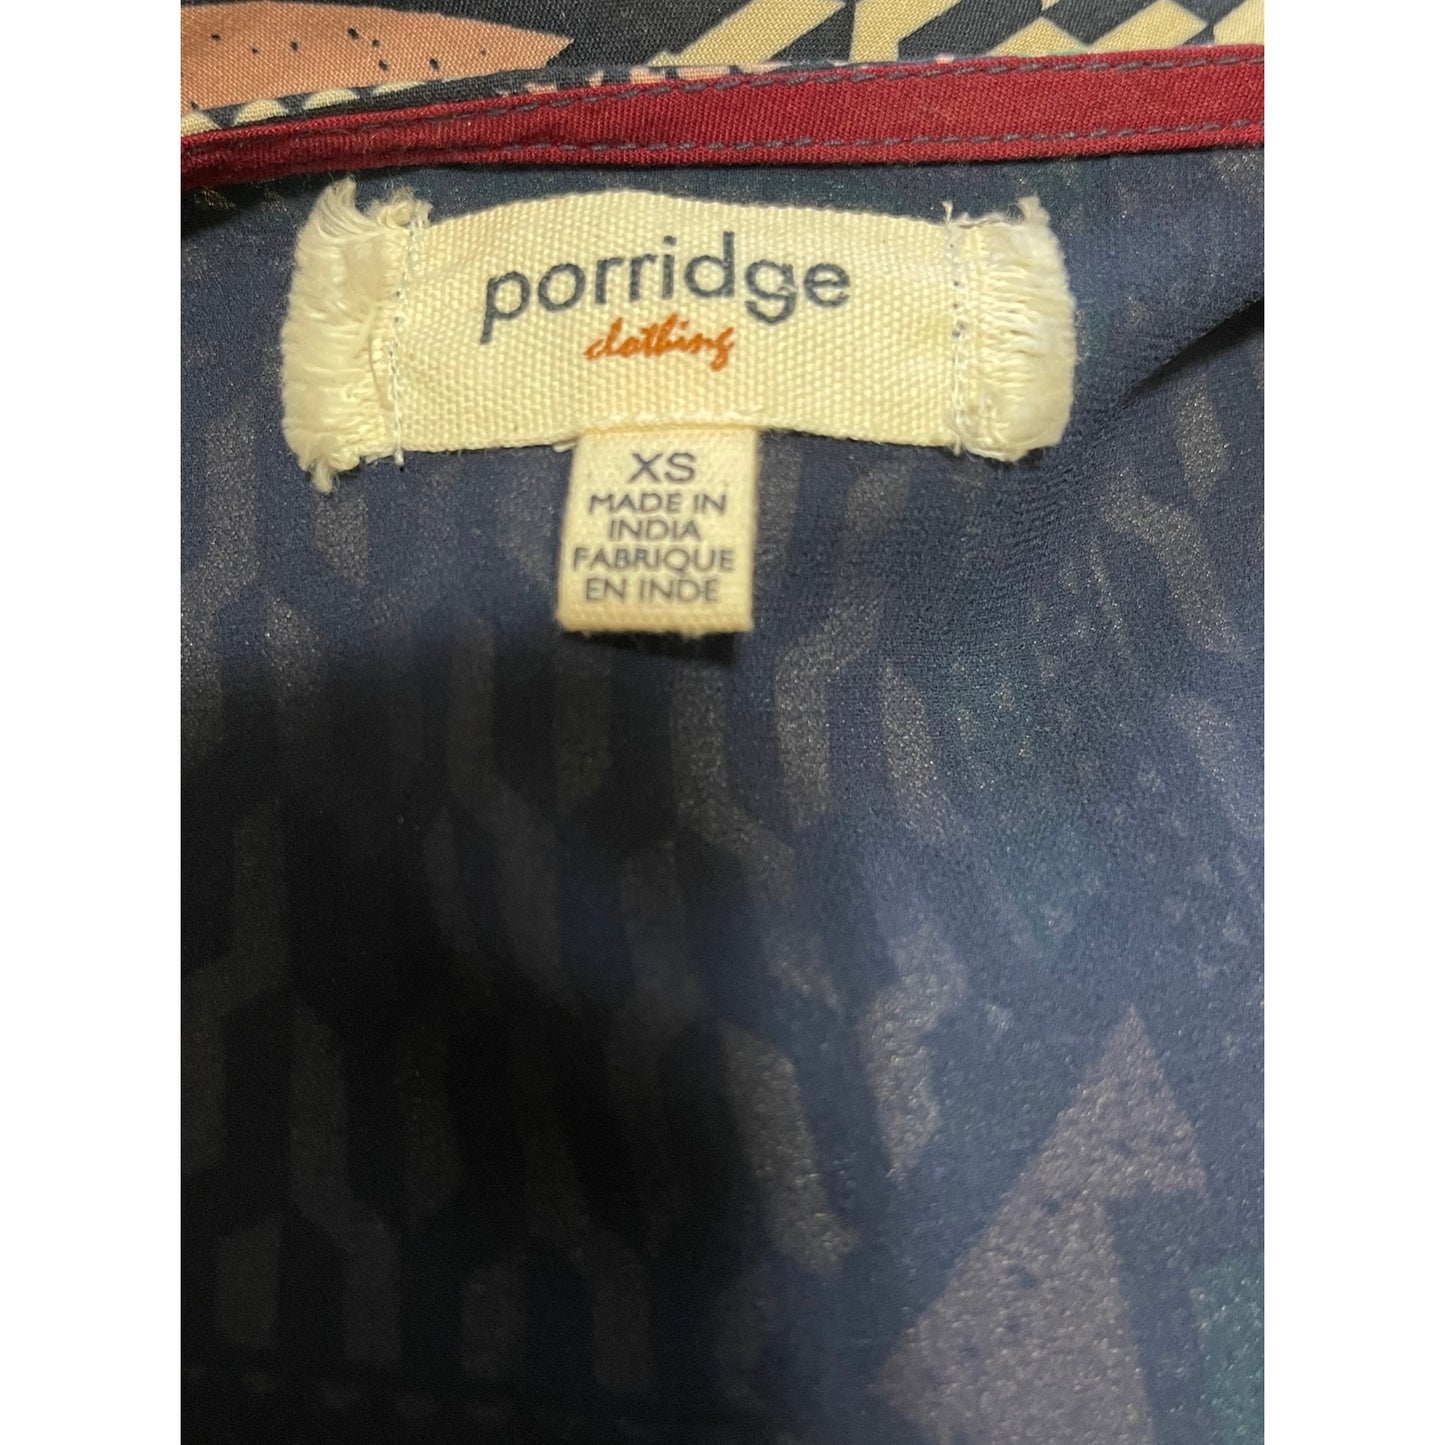 porridge
clothing
XS
MADE IN
INDIA
FABRIQUE
EN INDE